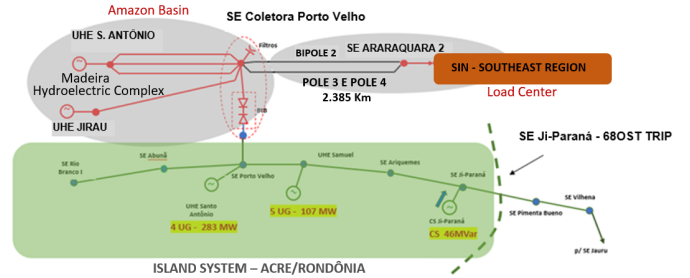 Amazon Basin
SE Coletora Porto Velho
UHE S. ANTÔNIO
Filtros
BIPOLE 2
SE ARARAQUARA 2
Madeira
Hydroelectric Complex
POLE 3 E POLE 4
2.385 Km
SIN - SOUTHEAST REGION
Load Center
UHE JIRAU
BtB
SE Ji-Paraná - 68OST TRIP
SE Rio
Branco I
SE Abunã
SE Porto Velho
UHE Samuel
SE Ariquemes
SE Ji-Paraná
SE Pimenta Bueno
SE Vilhena
p/ SE Jauru
UHE Santo
Antônio
4 UG - 283 MW
5 UG - 107 MW
CS Ji-Paraná
CS 46MVar
ISLAND SYSTEM – ACRE/RONDÔNIA